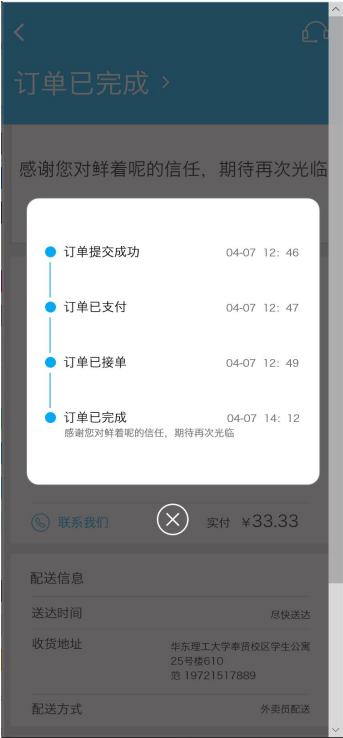 订单已完成 >
感谢您对鲜着呢的信任，期待再次光临
订单提交成功 04-07 12: 46
订单已支付 04-07 12: 47
订单已接单 04-07 12: 49
订单已完成 04-07 14: 12
感谢您对鲜着呢的信任，期待再次光临
联系我们 实付 ¥33.33
配送信息
送达时间 尽快送达
收货地址 华东理工大学奉贤校区学生公寓
25号楼610
范 19721517889
配送方式 外卖员配送